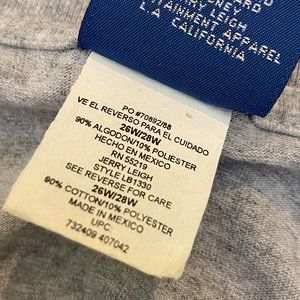 JERRY LEIGH
TAINMENT APPAREL
L.A. CALIFORNIA
PO #70892/88
VE EL REVERSO PARA EL CUIDADO
26W/28W
90% ALGODON/10% POLIESTER
HECHO EN MEXICO
RN 55219
JERRY LEIGH
STYLE LB1330
SEE REVERSE FOR CARE
26W/28W
90% COTTON/10% POLYESTER
MADE IN MEXICO
UPC
732409 407042